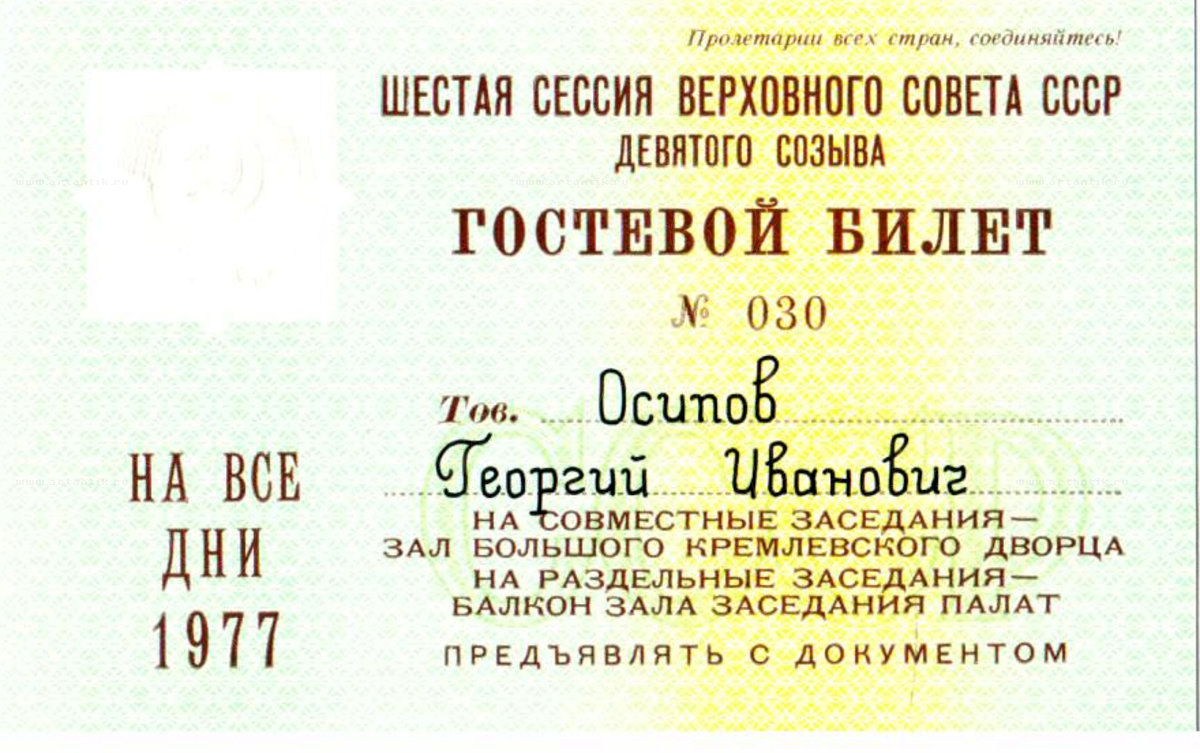 Пролетарии всех стран, соединяйтесь!
ШЕСТАЯ СЕССИЯ ВЕРХОВНОГО СОВЕТА СССР
ДЕВЯТОГО СОЗЫВА
ГОСТЕВОЙ БИЛЕТ
№ 030
Тов. Осипов
Георгий Иванович
НА ВСЕ
ДНИ
1977
НА СОВМЕСТНЫЕ ЗАСЕДАНИЯ—
ЗАЛ БОЛЬШОГО КРЕМЛЕВСКОГО ДВОРЦА
НА РАЗДЕЛЬНЫЕ ЗАСЕДАНИЯ—
БАЛКОН ЗАЛА ЗАСЕДАНИЯ ПАЛАТ
ПРЕДЪЯВЛЯТЬ С ДОКУМЕНТОМ